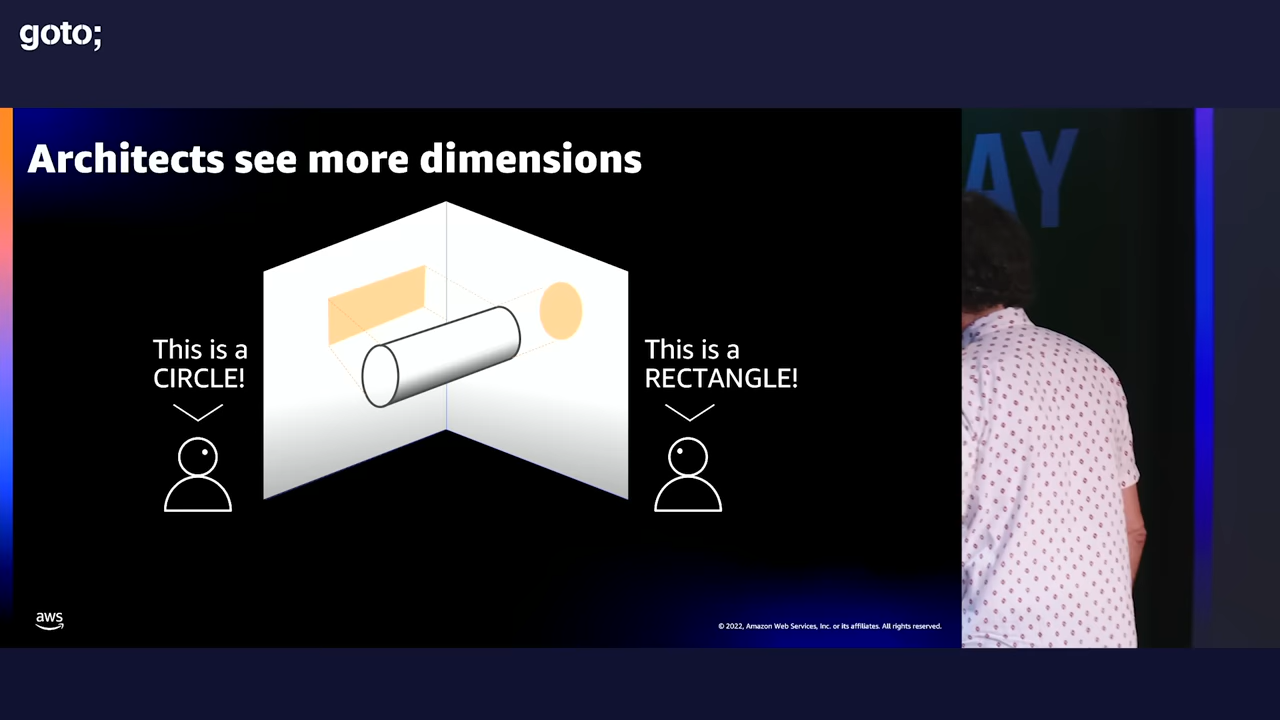 goto;
Architects see more dimensions
This is a
CIRCLE!
This is a
RECTANGLE!
aws
© 2022, Amazon Web Services, Inc. or its affiliates. All rights reserved.
AY